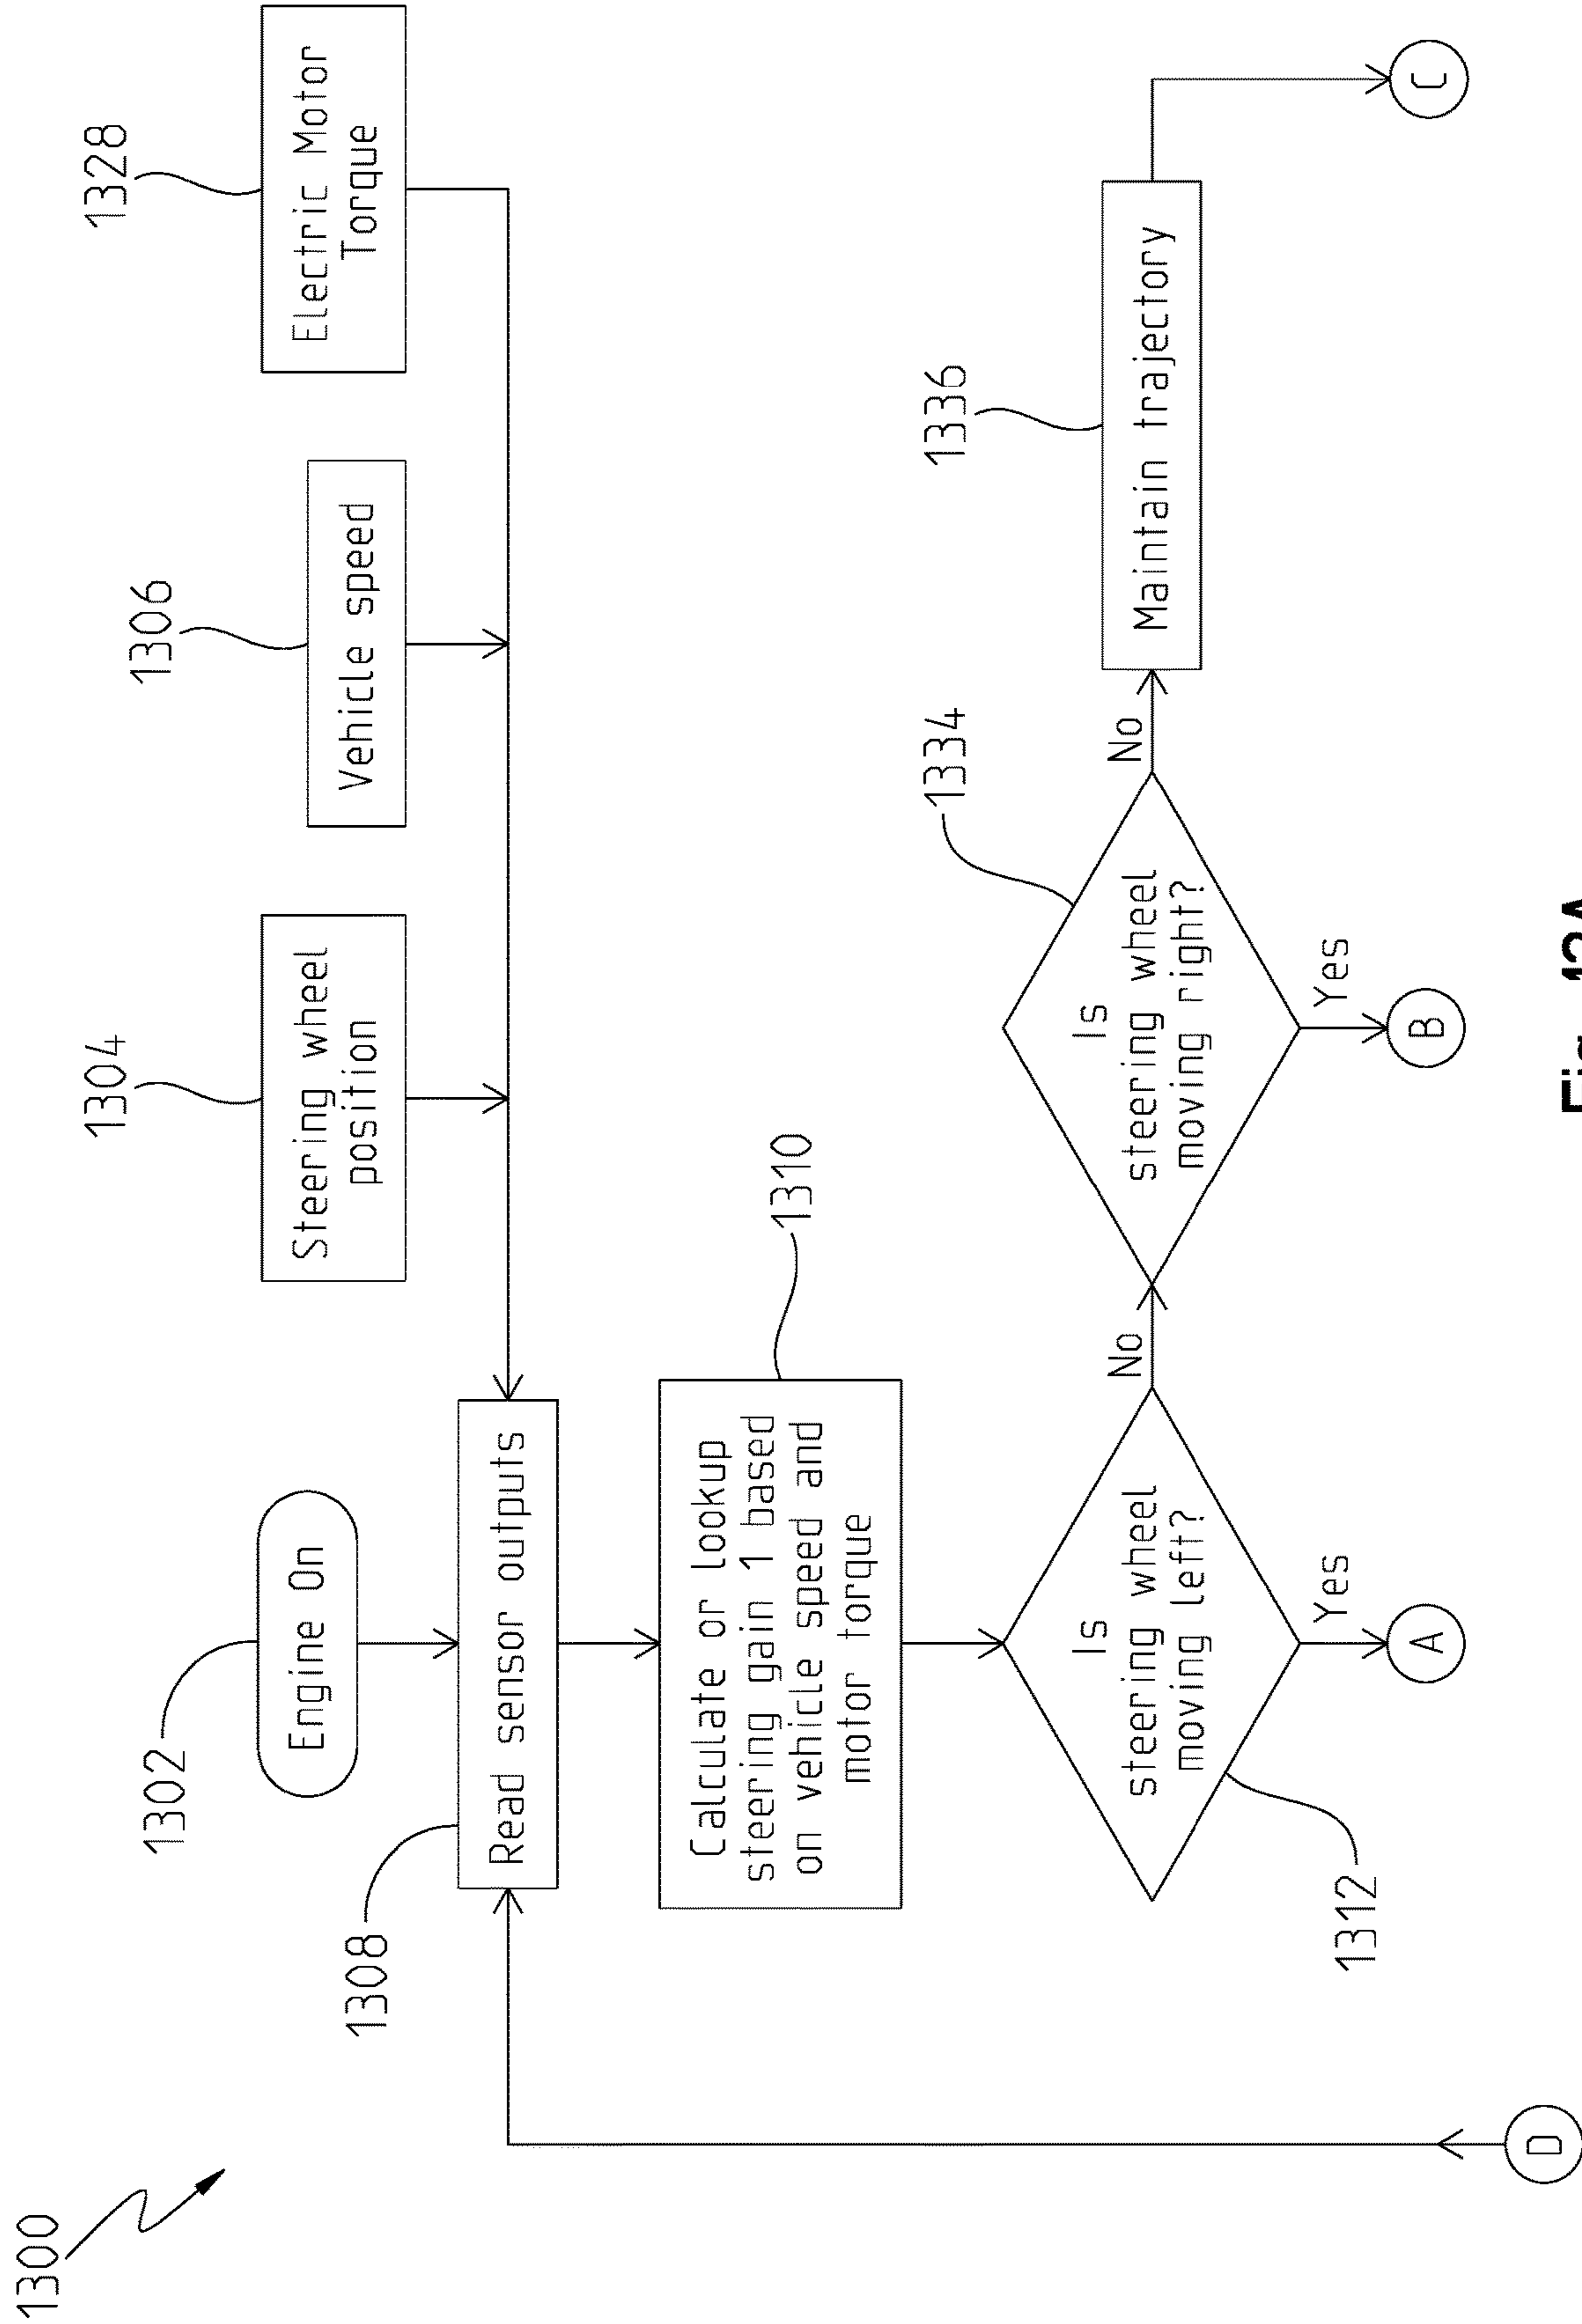 1300
1302
Engine On
1304
Steering wheel
position
1306
Vehicle speed
1328
Electric Motor
Torque
1308
Read sensor outputs
1310
Calculate or lookup
steering gain 1 based
on vehicle speed and
motor torque
1312
Is
steering wheel
moving left?
No
Yes
A
1334
Is
steering wheel
moving right?
No
Yes
B
1336
Maintain trajectory
C
D